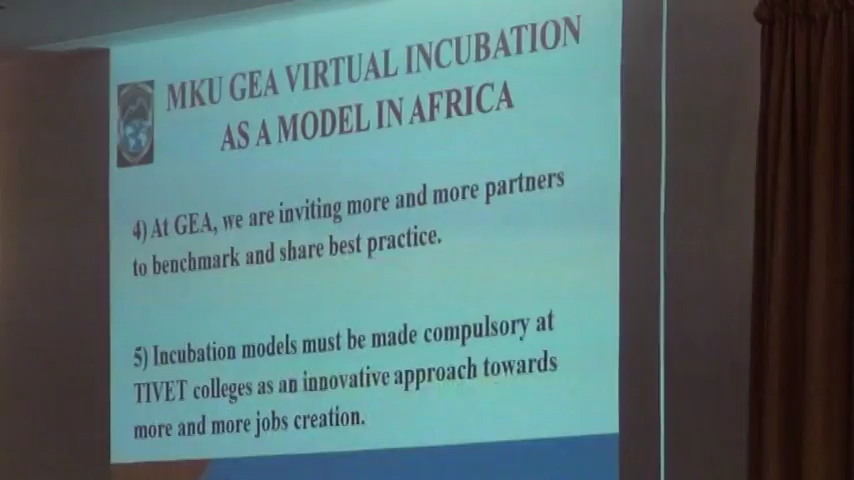 MKU GEA VIRTUAL INCUBATION
AS A MODEL IN AFRICA
4) At GEA, we are inviting more and more partners
to benchmark and share best practice.
5) Incubation models must be made compulsory at
TIVET colleges as an innovative approach towards
more and more jobs creation.